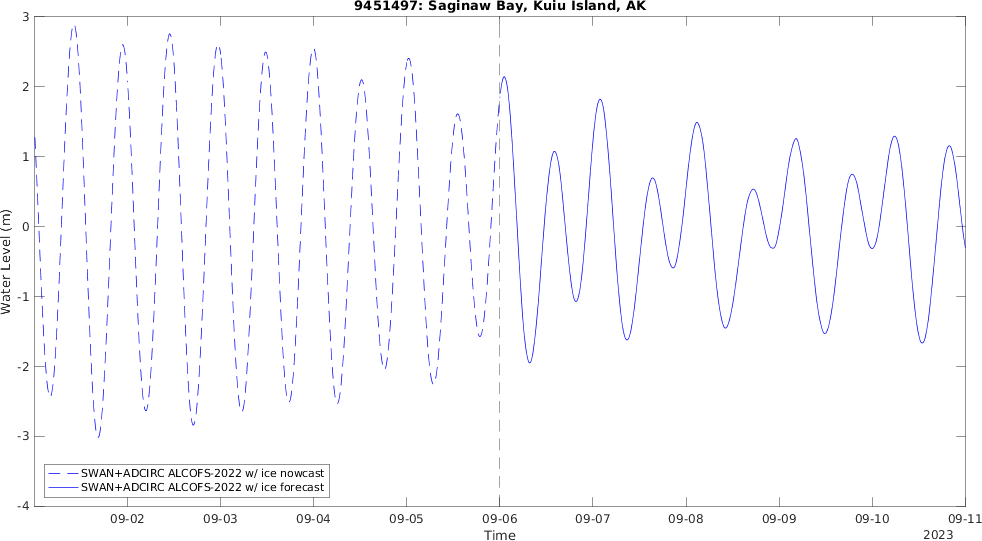 9451497: Saginaw Bay, Kuiu Island, AK
3
2
1
0
-1
-2
-3
-4
Water Level (m)
SWAN+ADCIRC ALCOFS-2022 w/ ice nowcast
SWAN+ADCIRC ALCOFS-2022 w/ ice forecast
09-02 09-03 09-04 09-05 09-06 09-07 09-08 09-09 09-10 09-11
Time
2023